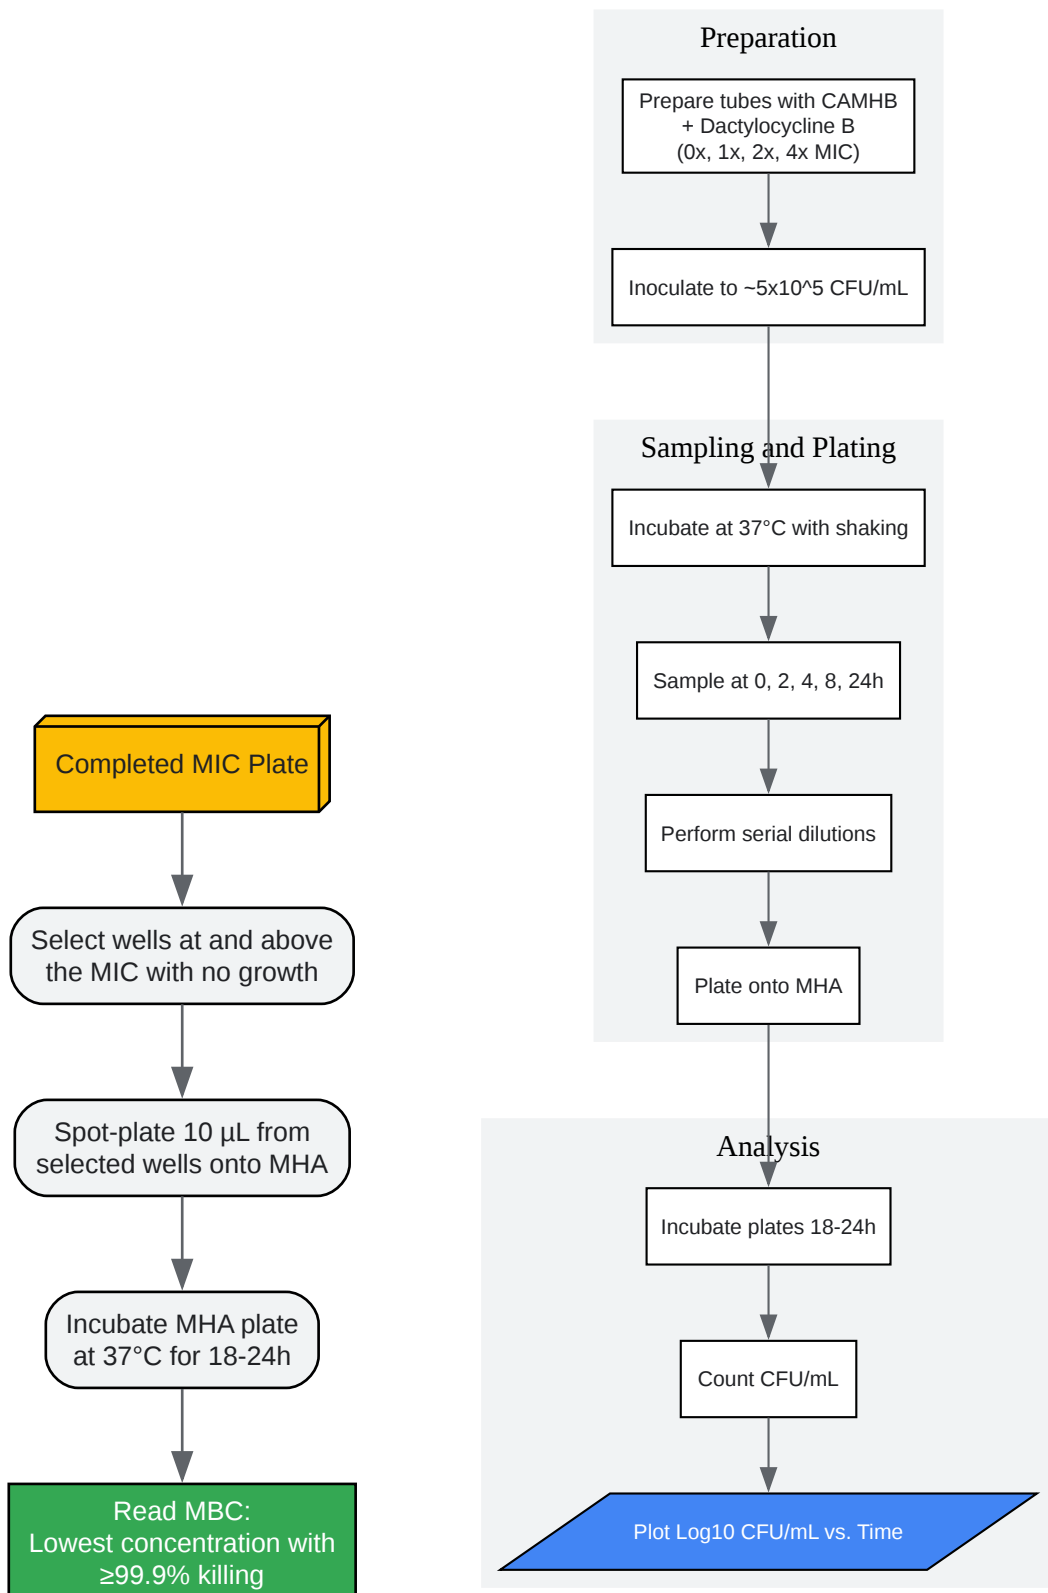 Completed MIC Plate
Select wells at and above
the MIC with no growth
Spot-plate 10 µL from
selected wells onto MHA
Incubate MHA plate
at 37°C for 18-24h
Read MBC:
Lowest concentration with
≥99.9% killing
Preparation
Prepare tubes with CAMHB
+ Dactylocycline B
(0x, 1x, 2x, 4x MIC)
Inoculate to ~5x10^5 CFU/mL
Sampling and Plating
Incubate at 37°C with shaking
Sample at 0, 2, 4, 8, 24h
Perform serial dilutions
Plate onto MHA
Analysis
Incubate plates 18-24h
Count CFU/mL
Plot Log10 CFU/mL vs. Time